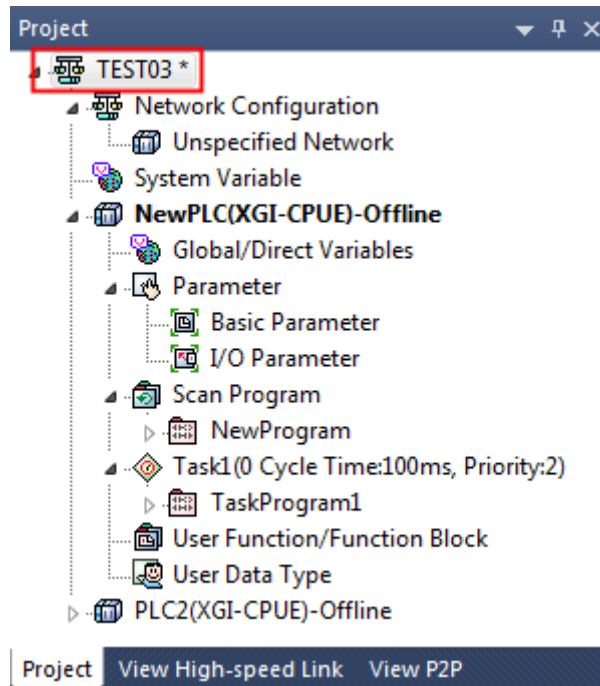 Project
TEST03 *
Network Configuration
Unspecified Network
System Variable
NewPLC(XGI-CPUE)-Offline
Global/Direct Variables
Parameter
Basic Parameter
I/O Parameter
Scan Program
NewProgram
Task1(0 Cycle Time:100ms, Priority:2)
TaskProgram1
User Function/Function Block
User Data Type
PLC2(XGI-CPUE)-Offline
Project View High-speed Link View P2P